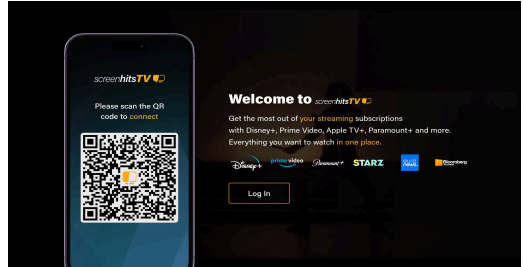 screenhitsTV
Please scan the QR
code to connect
Welcome to screenhitsTV
Get the most out of your streaming subscriptions
with Disney+, Prime Video, Apple TV+, Paramount+ and more.
Everything you want to watch in one place.
Disney+ prime video Paramount+ STARZ euro news. Bloomberg
Log In